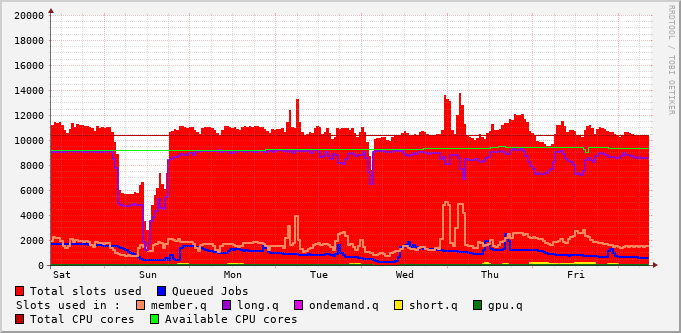 20000
18000
16000
14000
12000
10000
8000
6000
4000
2000
0
Sat Sun Mon Tue Wed Thu Fri
RRDTOOL / TOBI OETIKER
Total slots used Queued Jobs
Slots used in : member.q long.q ondemand.q short.q gpu.q
Total CPU cores Available CPU cores